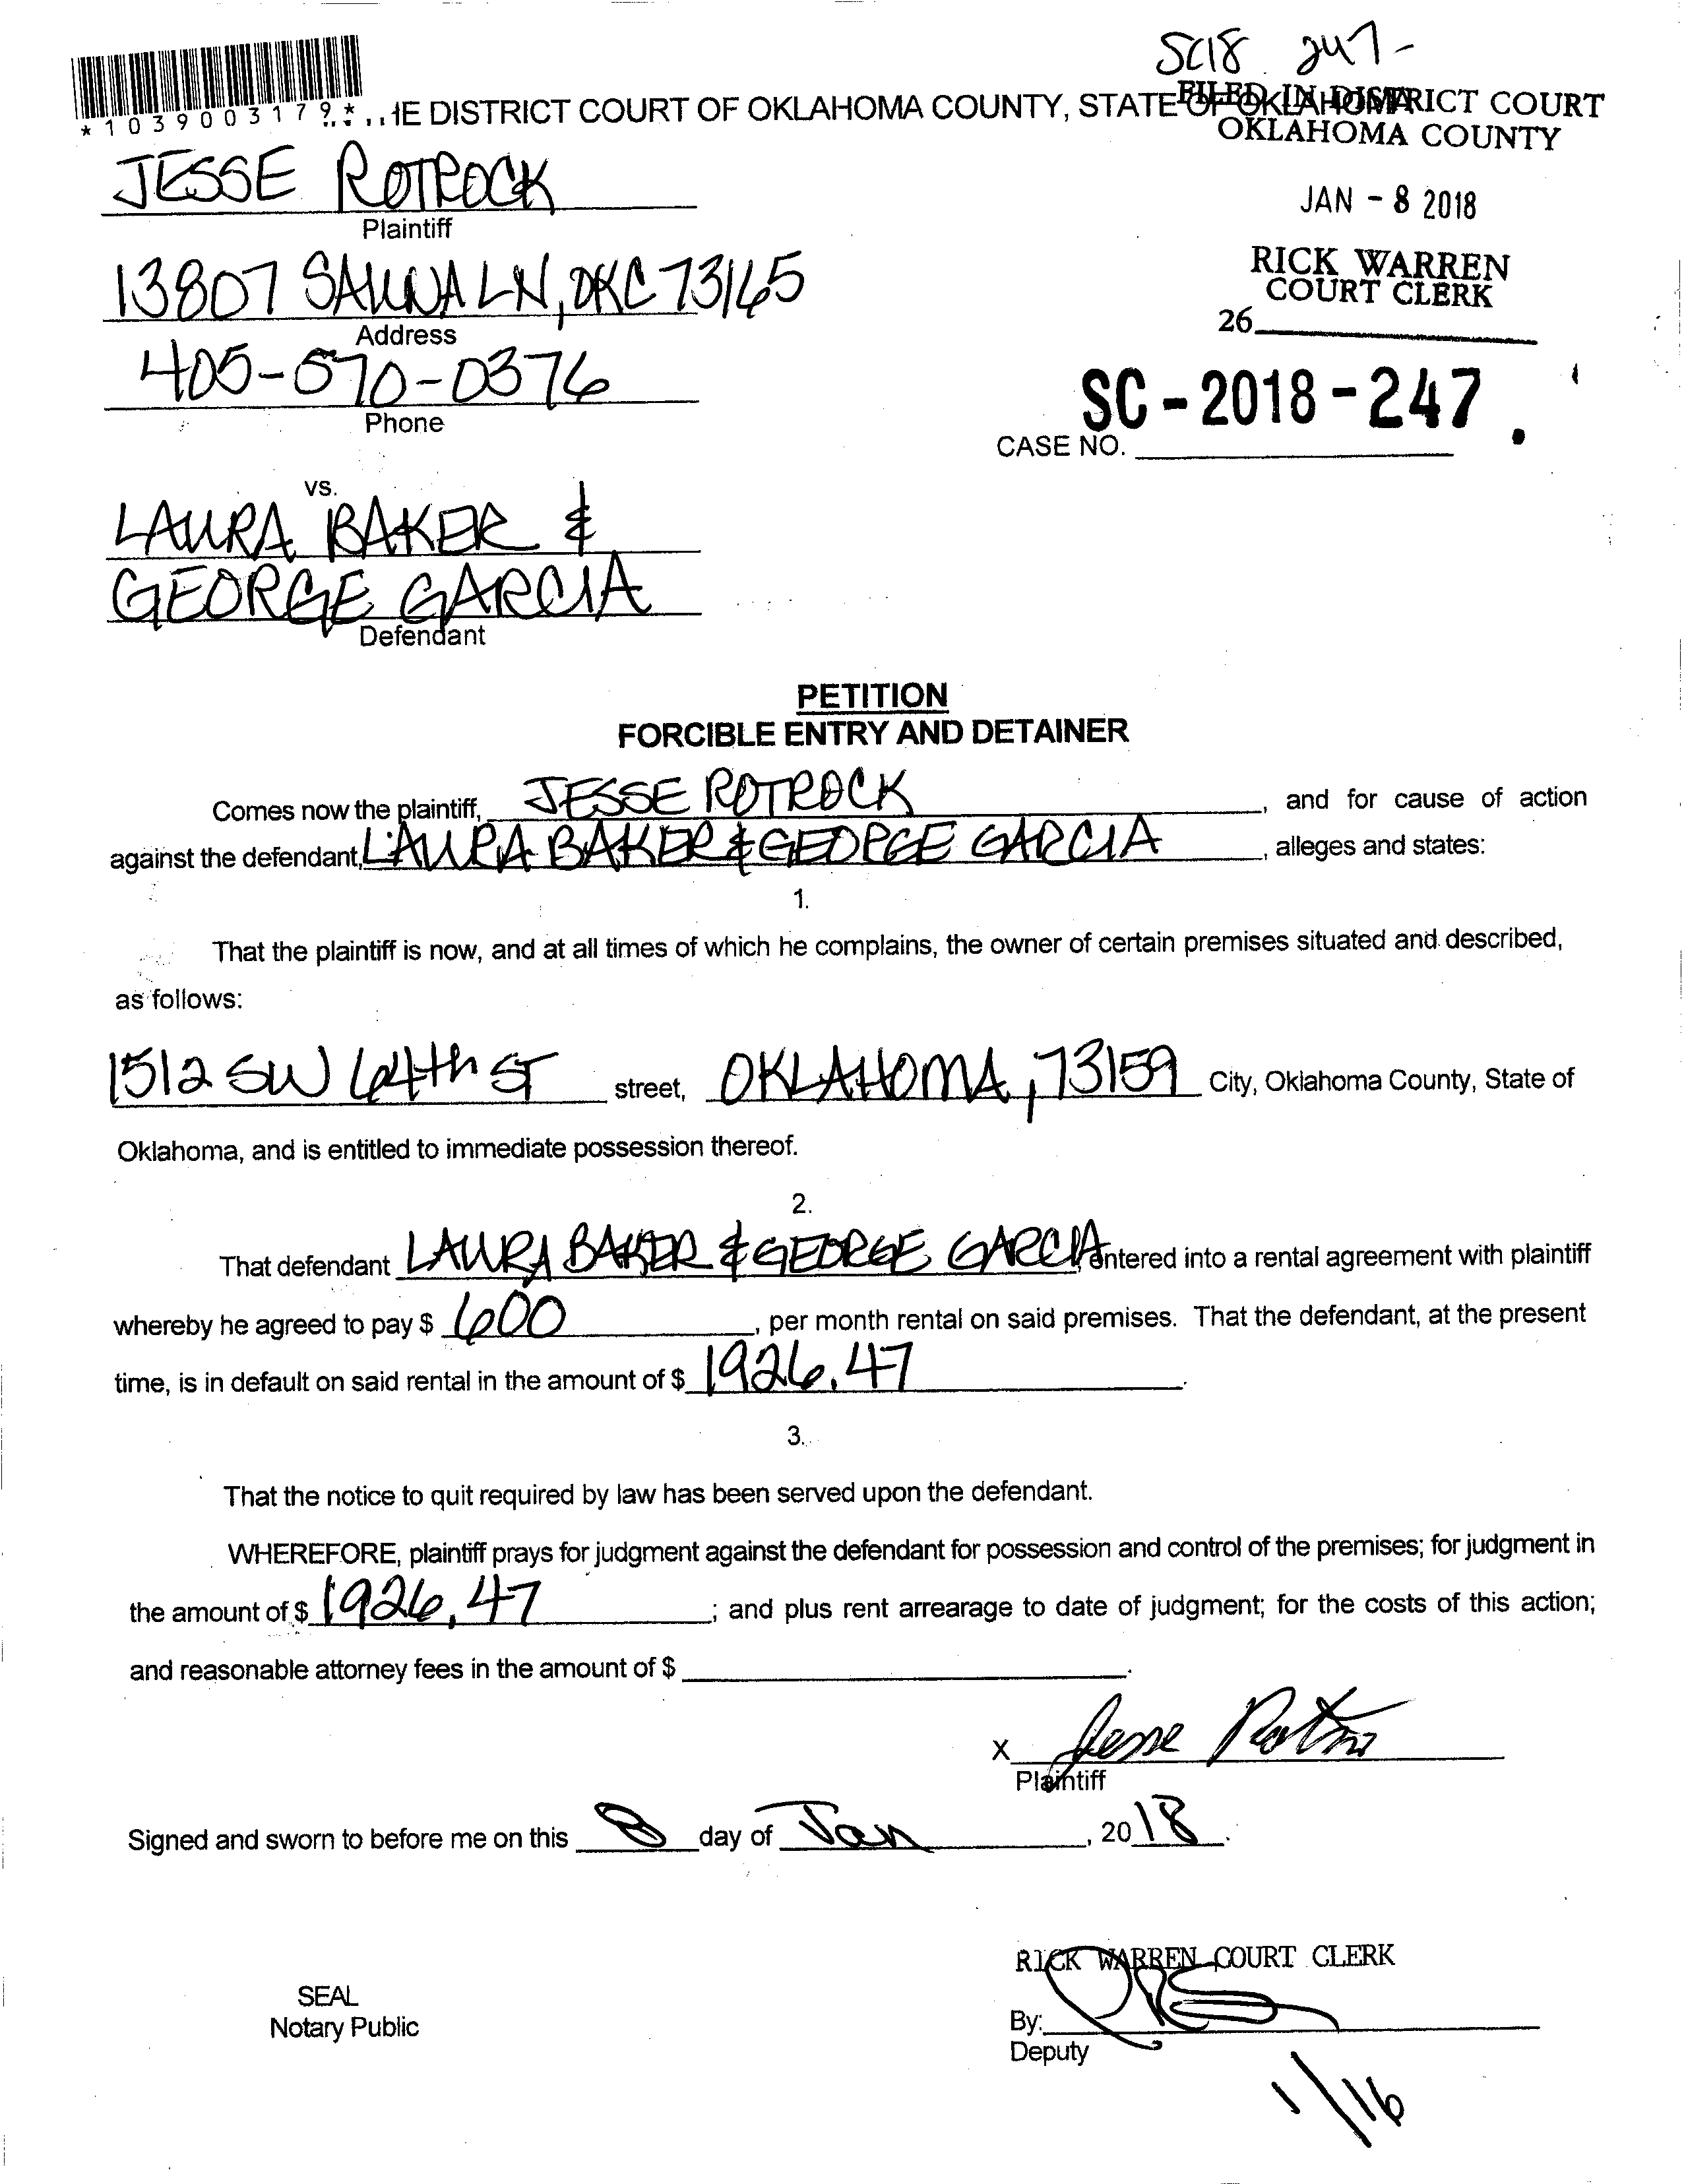 SC18 247-
*1039003179*
IE DISTRICT COURT OF OKLAHOMA COUNTY, STATE OF OKLAHOMA
FILED IN DISTRICT COURT
OKLAHOMA COUNTY
JESSE ROTROCK
Plaintiff
JAN - 8 2018
13807 LN, OKC 73165
Address
RICK WARREN
COURT CLERK
26
405-570-0376
Phone
SC - 2018 - 247
CASE NO.
vs.
LAURA BAKER &
GEORGE GARCIA
Defendant
PETITION
FORCIBLE ENTRY AND DETAINER
Comes now the plaintiff, JESSE ROTROCK, and for cause of action
against the defendant, LAURA BAKER & GEORGE GARCIA, alleges and states:
1.
That the plaintiff is now, and at all times of which he complains, the owner of certain premises situated and described,
as follows:
1512 SW 64th ST street, OKLAHOMA, 73159 City, Oklahoma County, State of
Oklahoma, and is entitled to immediate possession thereof.
2.
That defendant LAURA BAKER & GEORGE GARCIA entered into a rental agreement with plaintiff
whereby he agreed to pay $ 600, per month rental on said premises. That the defendant, at the present
time, is in default on said rental in the amount of $ 1926.47.
3.
That the notice to quit required by law has been served upon the defendant.
WHEREFORE, plaintiff prays for judgment against the defendant for possession and control of the premises; for judgment in
the amount of $ 1926.47; and plus rent arrearage to date of judgment; for the costs of this action;
and reasonable attorney fees in the amount of $ .
X Jesse Rotrock
Plaintiff
Signed and sworn to before me on this 8 day of Jan, 2018.
RICK WARREN COURT CLERK
SEAL
Notary Public
By:
Deputy
1/16